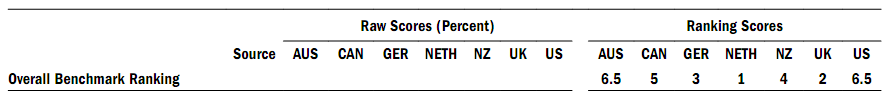 Raw Scores (Percent) Ranking Scores
Source AUS CAN GER NETH NZ UK US AUS CAN GER NETH NZ UK US
Overall Benchmark Ranking 6.5 5 3 1 4 2 6.5